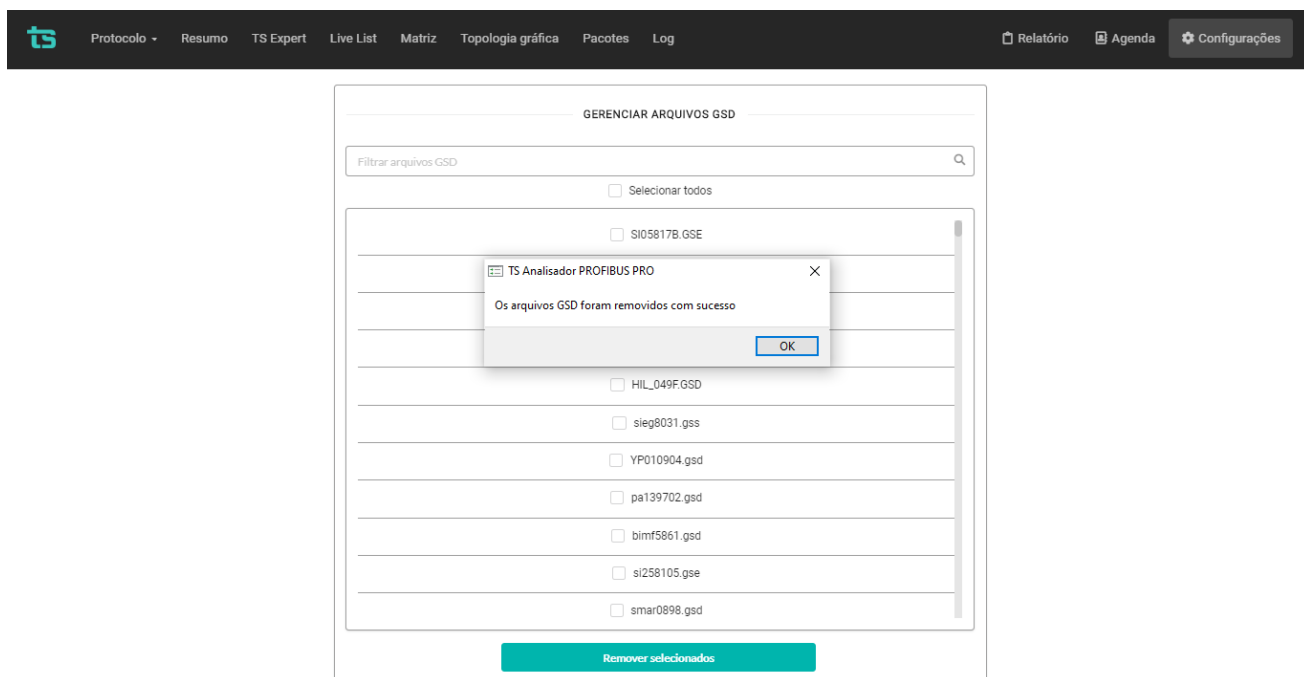 ts Protocolo Resumo TS Expert Live List Matriz Topologia gráfica Pacotes Log Relatório Agenda Configurações
GERENCIAR ARQUIVOS GSD
Filtrar arquivos GSD
Selecionar todos
SI05817B.GSE
TS Analisador PROFIBUS PRO
Os arquivos GSD foram removidos com sucesso
OK
HIL_049F.GSD
sieg8031.gss
YP010904.gsd
pa139702.gsd
bimf5861.gsd
si258105.gse
smar0898.gsd
Remover selecionados